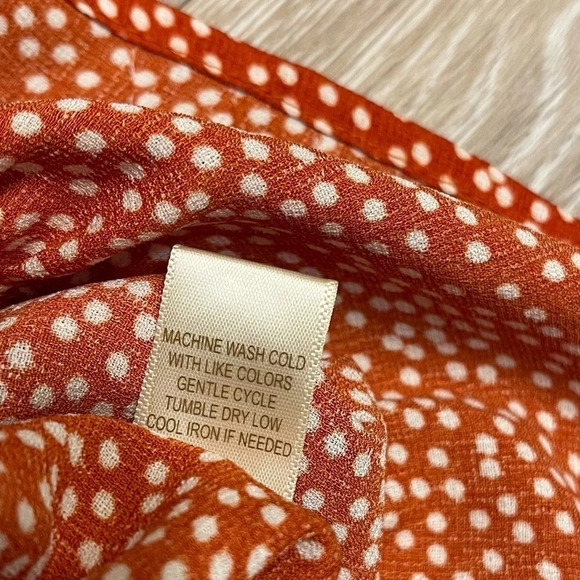 MACHINE WASH COLD
WITH LIKE COLORS
GENTLE CYCLE
TUMBLE DRY LOW
COOL IRON IF NEEDED